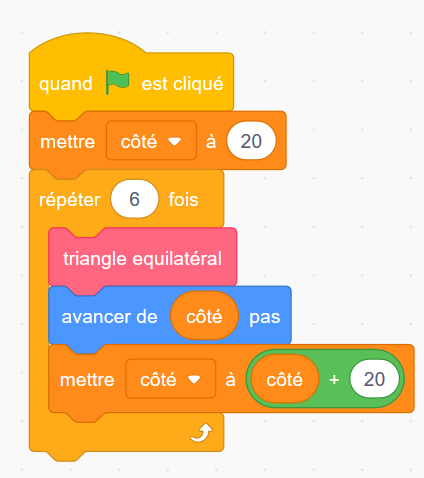 quand est cliqué
mettre côté à 20
répéter 6 fois
triangle equilatéral
avancer de côté pas
mettre côté à côté + 20